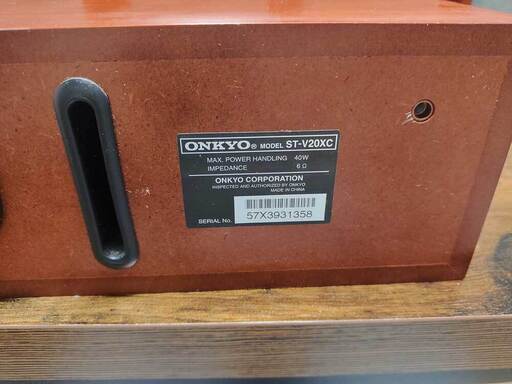 ONKYO® MODEL ST-V20XC
MAX. POWER HANDLING 40W
IMPEDANCE 6 Ω
ONKYO CORPORATION
INSPECTED AND AUTHORIZED BY ONKYO
MADE IN CHINA
SERIAL No. 57X3931358